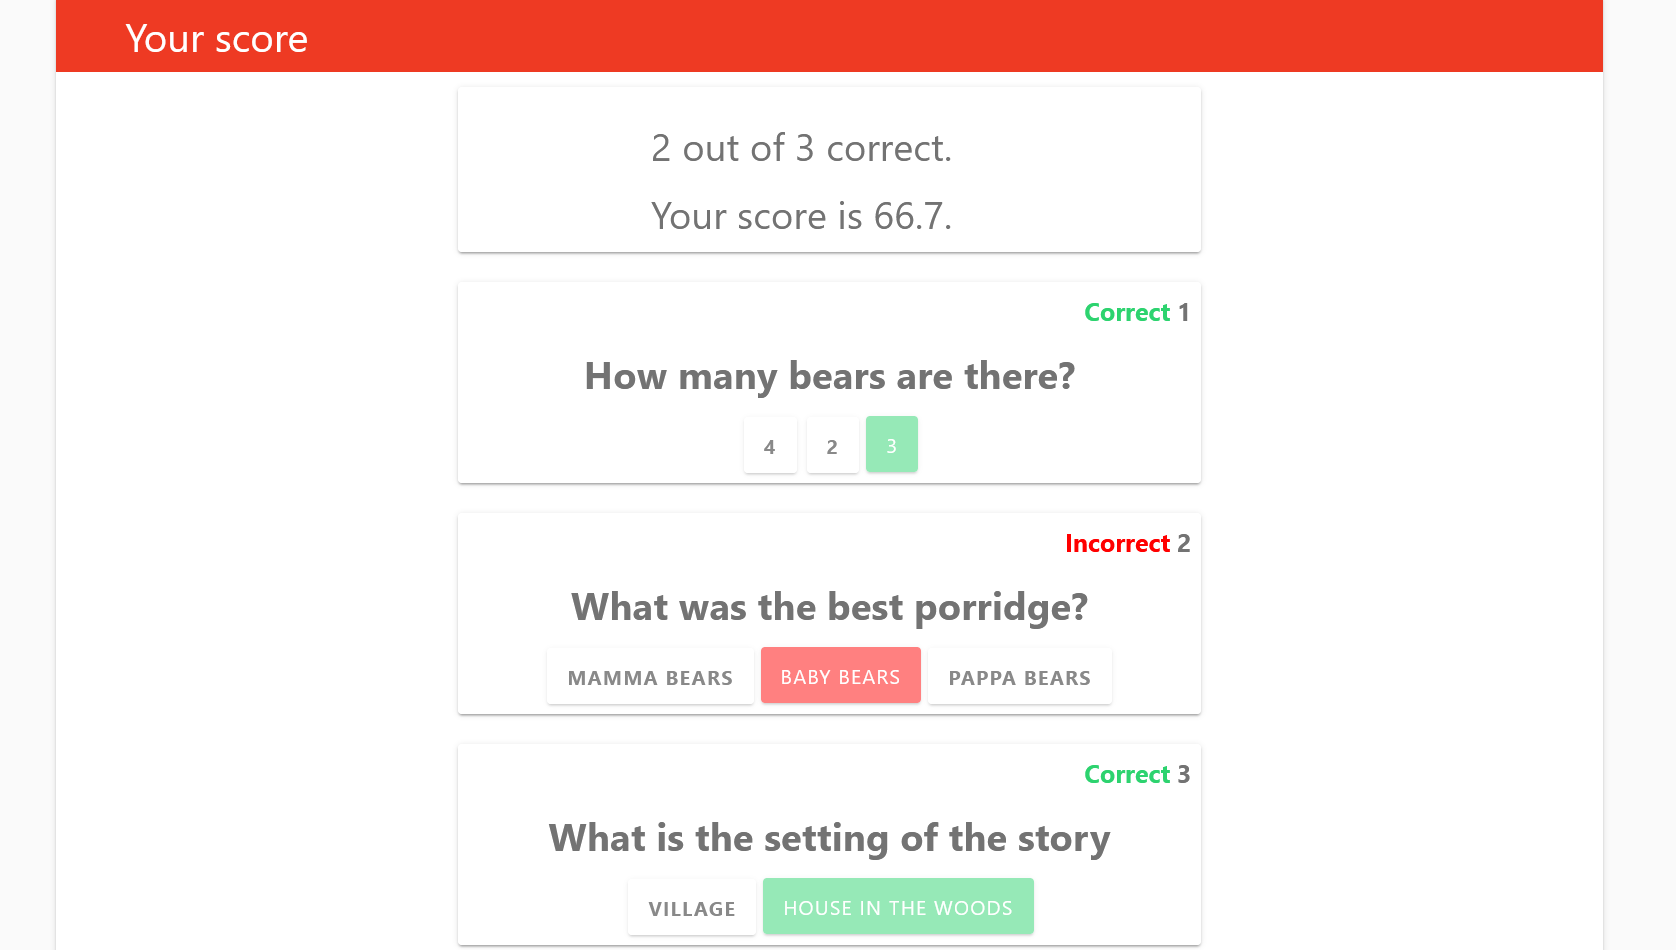 Your score
2 out of 3 correct.
Your score is 66.7.
Correct 1
How many bears are there?
4 2 3
Incorrect 2
What was the best porridge?
MAMMA BEARS BABY BEARS PAPPA BEARS
Correct 3
What is the setting of the story
VILLAGE HOUSE IN THE WOODS